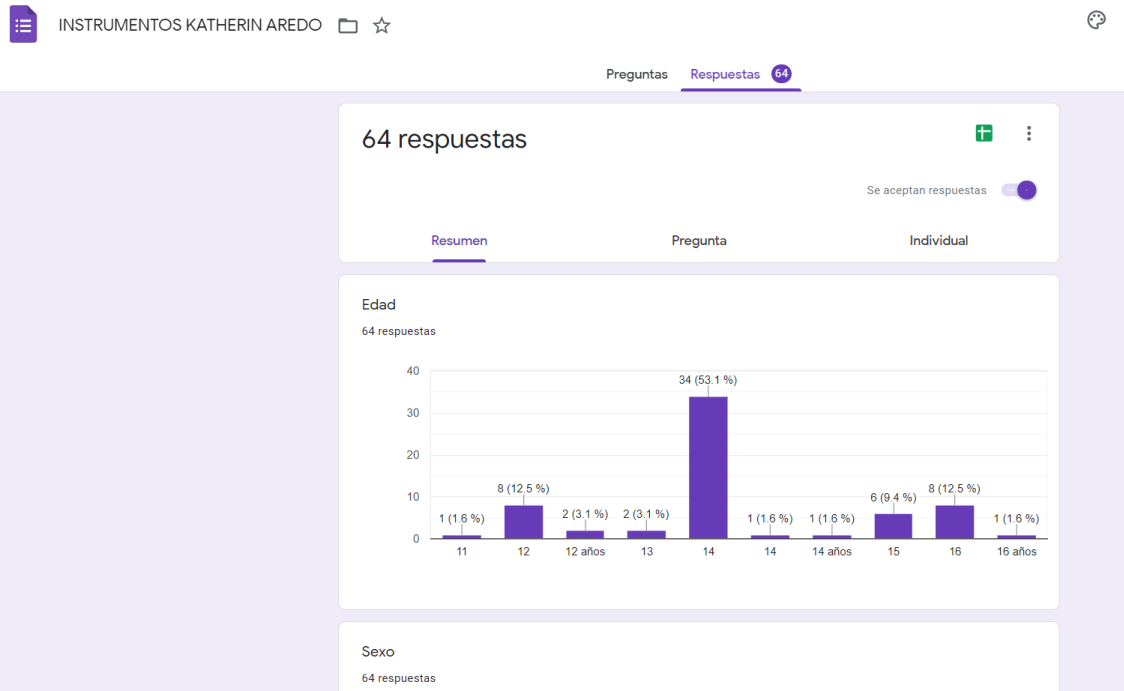 INSTRUMENTOS KATHERIN AREDO
Preguntas Respuestas 64
64 respuestas
Se aceptan respuestas
Resumen Pregunta Individual
Edad
64 respuestas
40
30
20
10
0
34 (53.1 %)
8 (12.5 %)
8 (12.5 %)
6 (9.4 %)
2 (3.1 %)
2 (3.1 %)
1 (1.6 %)
1 (1.6 %)
1 (1.6 %)
1 (1.6 %)
11 12 12 años 13 14 14 14 años 15 16 16 años
Sexo
64 respuestas